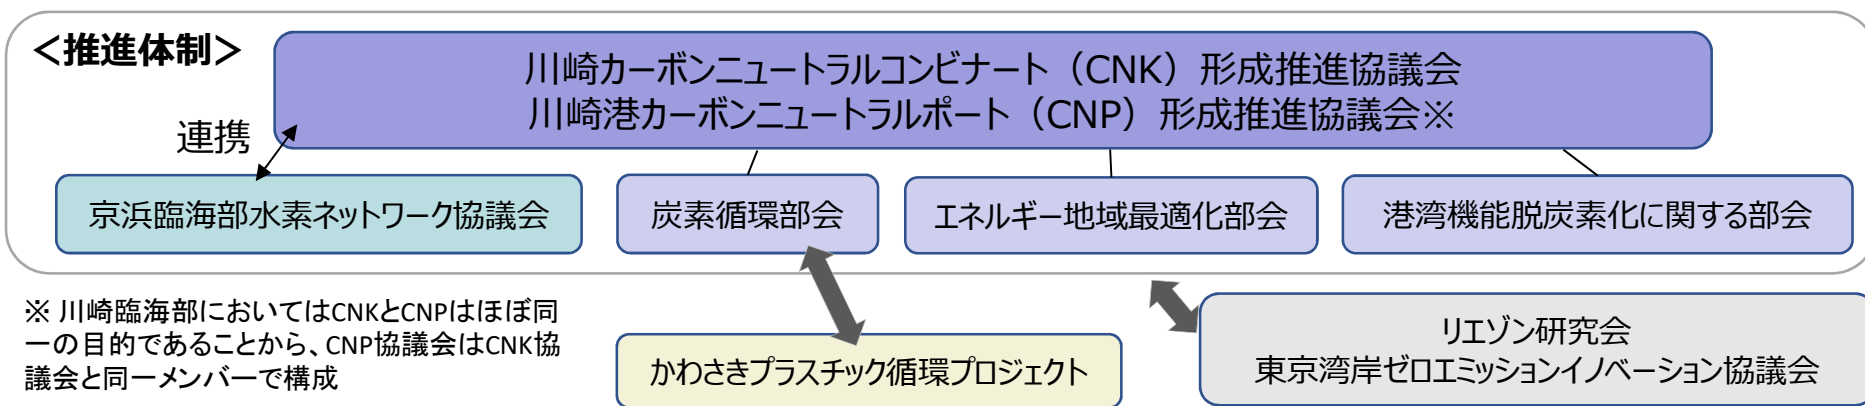 ＜推進体制＞
川崎カーボンニュートラルコンビナート（CNK）形成推進協議会
川崎港カーボンニュートラルポート（CNP）形成推進協議会※
連携
京浜臨海部水素ネットワーク協議会
炭素循環部会
エネルギー地域最適化部会
港湾機能脱炭素化に関する部会
※ 川崎臨海部においてはCNKとCNPはほぼ同
一の目的であることから、CNP協議会はCNK協
議会と同一メンバーで構成
かわさきプラスチック循環プロジェクト
リエゾン研究会
東京湾岸ゼロエミッションイノベーション協議会